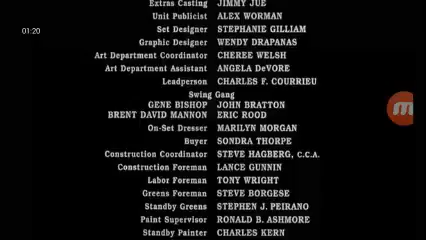 Extras Casting JIMMY JUE
Unit Publicist ALEX WORMAN
01:20
Set Designer STEPHANIE GILLIAM
Graphic Designer WENDY DRAPANAS
Art Department Coordinator CHEREE WELSH
Art Department Assistant ANGELA DeVORE
Leadperson CHARLES F. COURRIEU
Swing Gang
GENE BISHOP JOHN BRATTON
BRENT DAVID MANNON ERIC ROOD
On-Set Dresser MARILYN MORGAN
Buyer SONDRA THORPE
Construction Coordinator STEVE HAGBERG, C.C.A.
Construction Foreman LANCE GUNNIN
Labor Foreman TONY WRIGHT
Greens Foreman STEVE BORGESE
Standby Greens STEPHEN J. PEIRANO
Paint Supervisor RONALD B. ASHMORE
Standby Painter CHARLES KERN